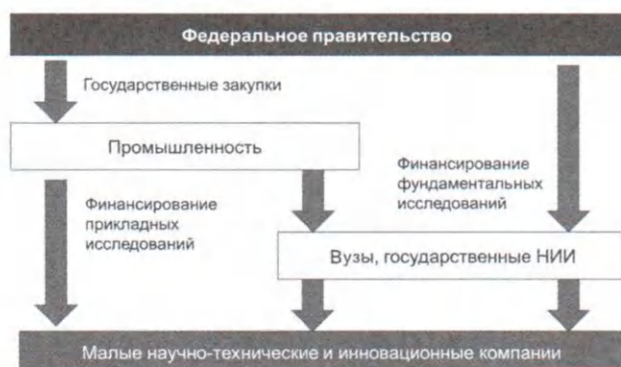 Федеральное правительство
Государственные закупки
Промышленность
Финансирование
прикладных
исследований
Финансирование
фундаментальных
исследований
Вузы, государственные НИИ
Малые научно-технические и инновационные компании